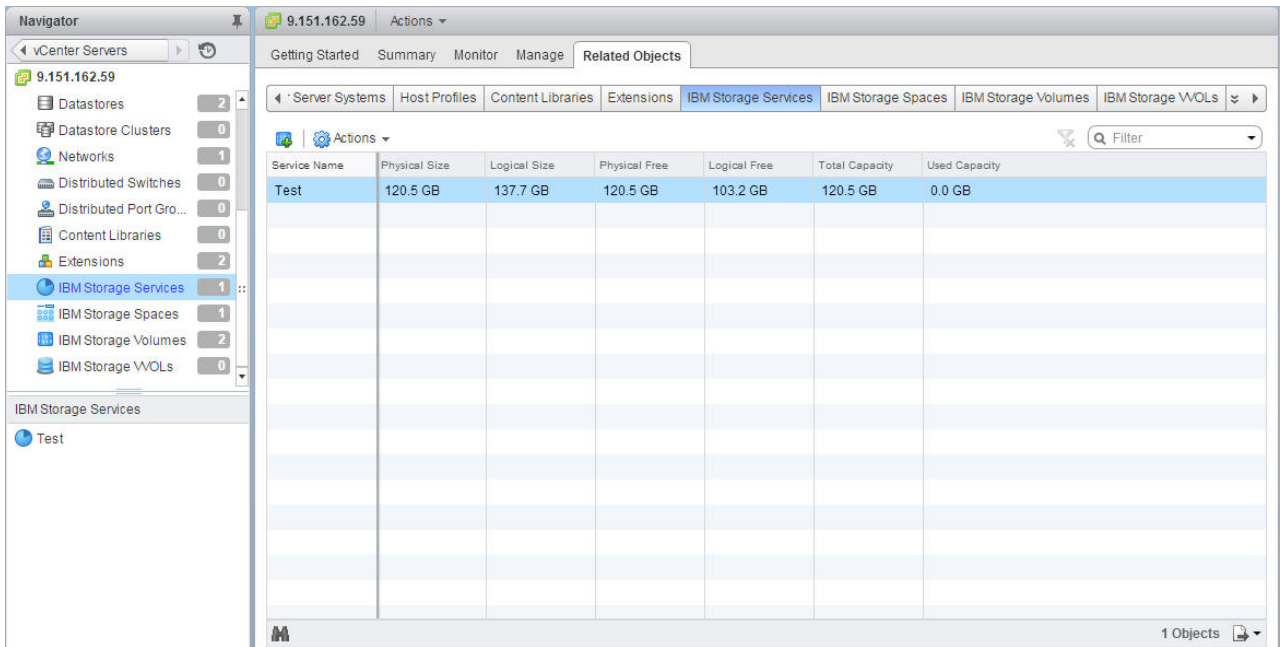 Navigator
9.151.162.59 Actions
vCenter Servers
Getting Started Summary Monitor Manage Related Objects
9.151.162.59
Datastores 2
Server Systems Host Profiles Content Libraries Extensions IBM Storage Services IBM Storage Spaces IBM Storage Volumes IBM Storage VVOLs
Datastore Clusters 0
Actions Filter
Networks 1
Service Name Physical Size Logical Size Physical Free Logical Free Total Capacity Used Capacity
Distributed Switches 0
Test 120.5 GB 137.7 GB 120.5 GB 103.2 GB 120.5 GB 0.0 GB
Distributed Port Gro... 0
Content Libraries 0
Extensions 2
IBM Storage Services 1
IBM Storage Spaces 1
IBM Storage Volumes 2
IBM Storage VVOLs 0
IBM Storage Services
Test
1 Objects